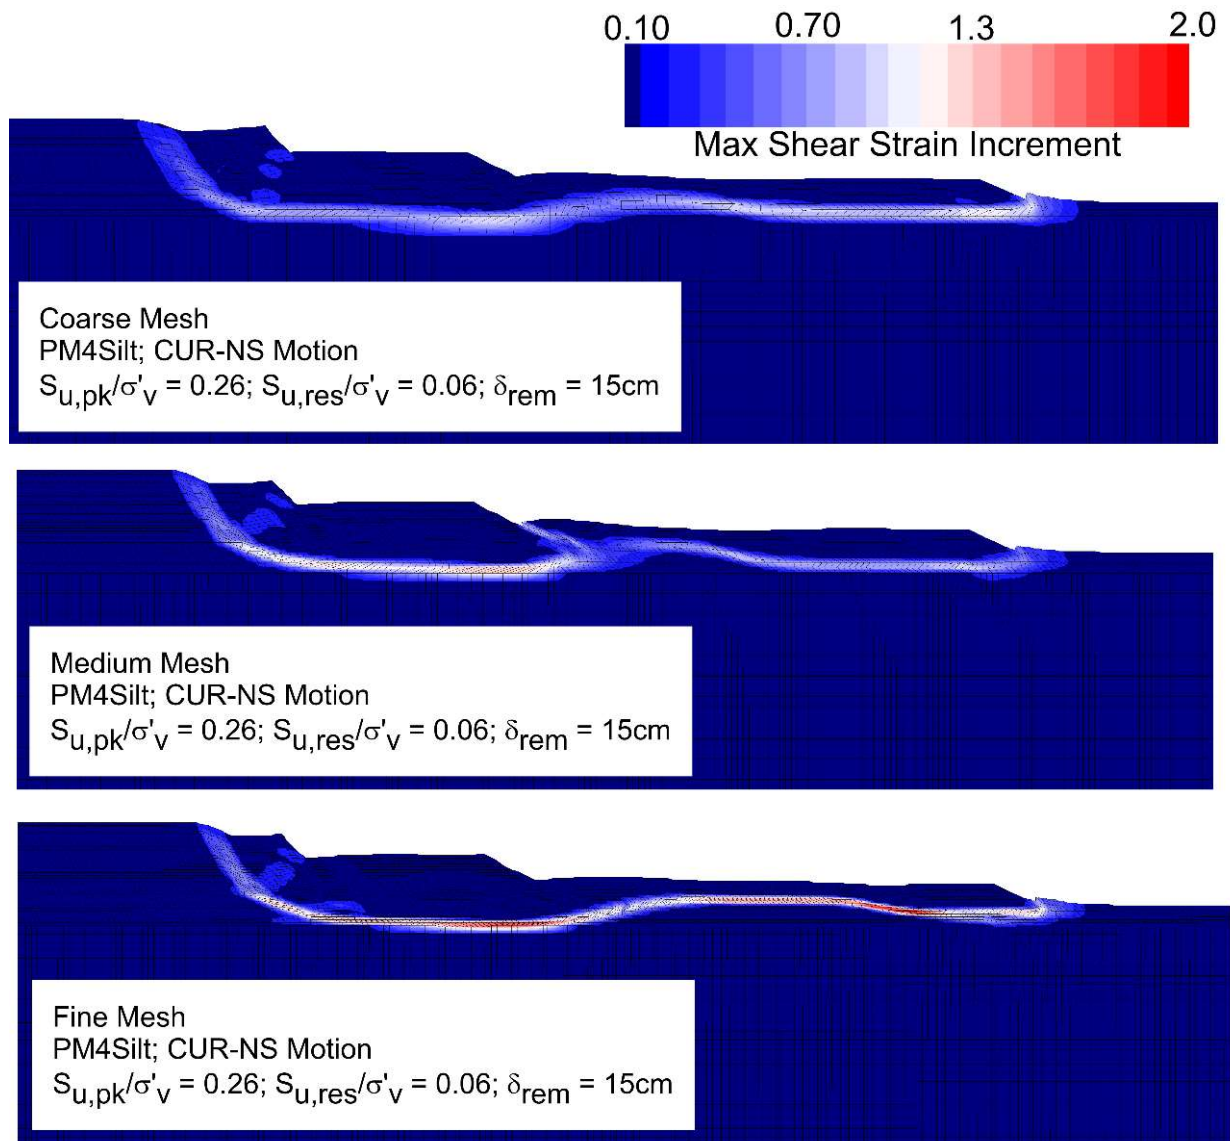 0.10 0.70 1.3 2.0
Max Shear Strain Increment
Coarse Mesh
PM4Silt; CUR-NS Motion
Su,pk/σ'v = 0.26; Su,res/σ'v = 0.06; δrem = 15cm
Medium Mesh
PM4Silt; CUR-NS Motion
Su,pk/σ'v = 0.26; Su,res/σ'v = 0.06; δrem = 15cm
Fine Mesh
PM4Silt; CUR-NS Motion
Su,pk/σ'v = 0.26; Su,res/σ'v = 0.06; δrem = 15cm